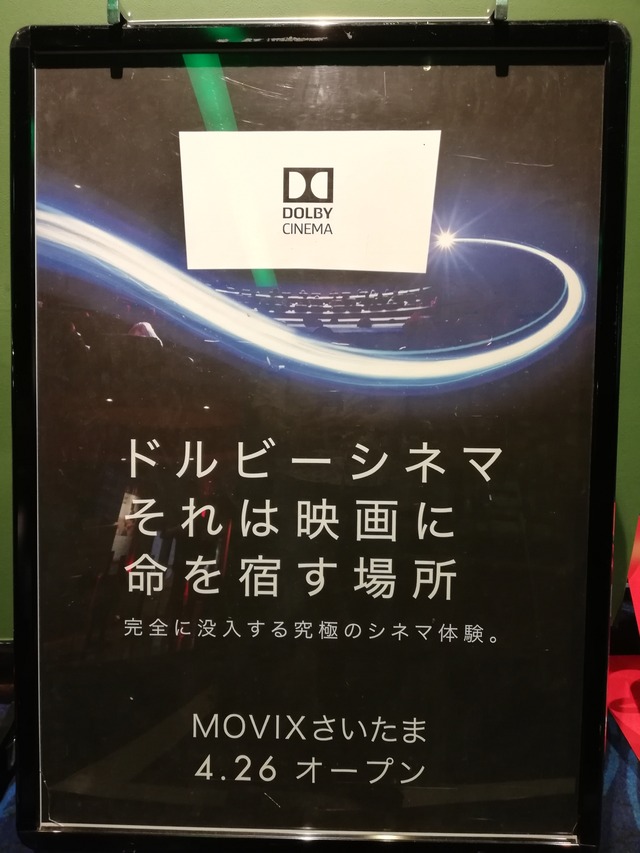 DOLBY
CINEMA
ドルビーシネマ
それは映画に
命を宿す場所
完全に没入する究極のシネマ体験。
MOVIXさいたま
4.26 オープン